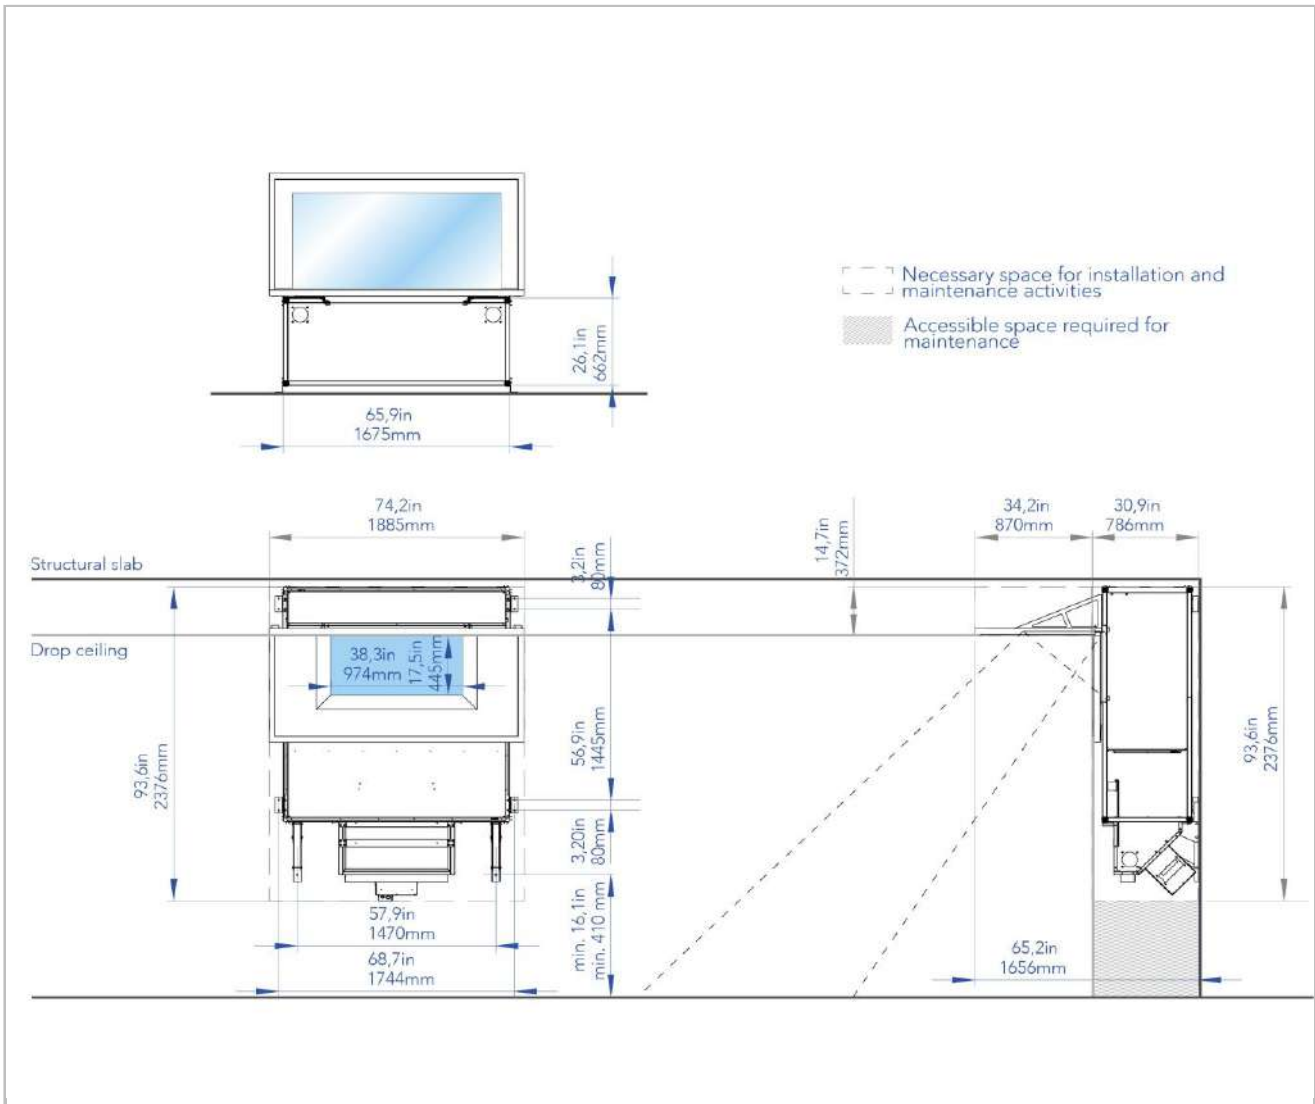 Necessary space for installation and
maintenance activities
Accessible space required for
maintenance
26,1in
662mm
65,9in
1675mm
74,2in
1885mm
34,2in
870mm
30,9in
786mm
14,7in
372mm
3,2in
80mm
Structural slab
Drop ceiling
38,3in
974mm
17,5in
445mm
93,6in
2376mm
56,9in
1445mm
93,6in
2376mm
3,20in
80mm
57,9in
1470mm
min. 16,1in
min. 410 mm
68,7in
1744mm
65,2in
1656mm